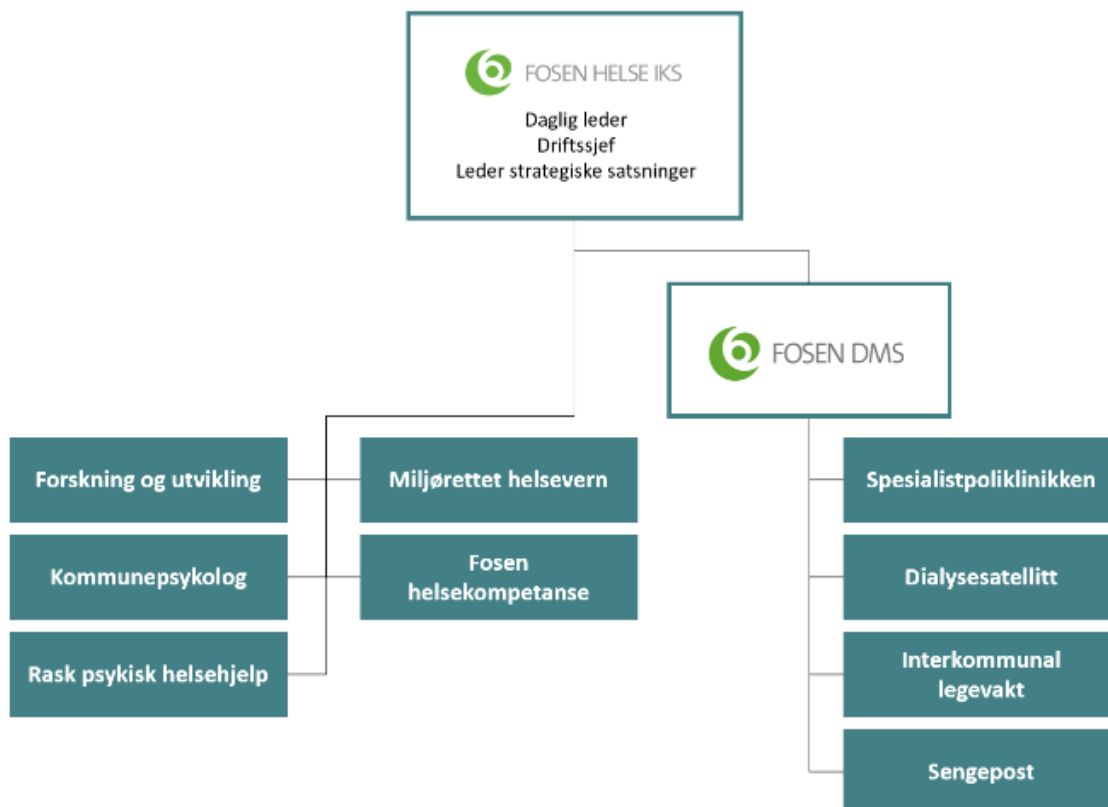 FOSEN HELSE IKS
Daglig leder
Driftssjef
Leder strategiske satsninger
FOSEN DMS
Forskning og utvikling
Miljørettet helsevern
Kommunepsykolog
Fosen
helsekompetanse
Rask psykisk helsehjelp
Spesialistpoliklinikken
Dialysesatellitt
Interkommunal
legevakt
Sengepost